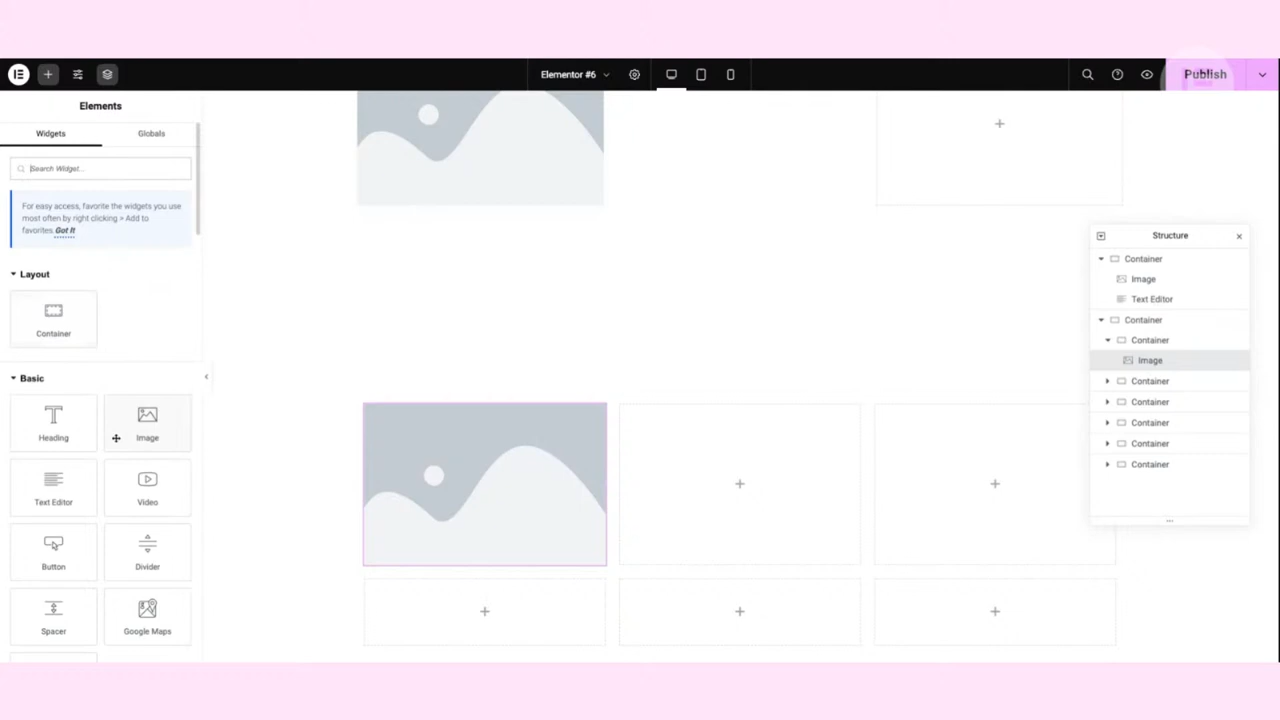 Elementor #6
Publish
Elements
Widgets
Globals
Search Widget...
For easy access, favorite the widgets you use
most often by right clicking > Add to
favorites. Got It
Layout
Container
Basic
Heading
Image
Text Editor
Video
Button
Divider
Spacer
Google Maps
Structure
Container
Image
Text Editor
Container
Container
Image
Container
Container
Container
Container
Container